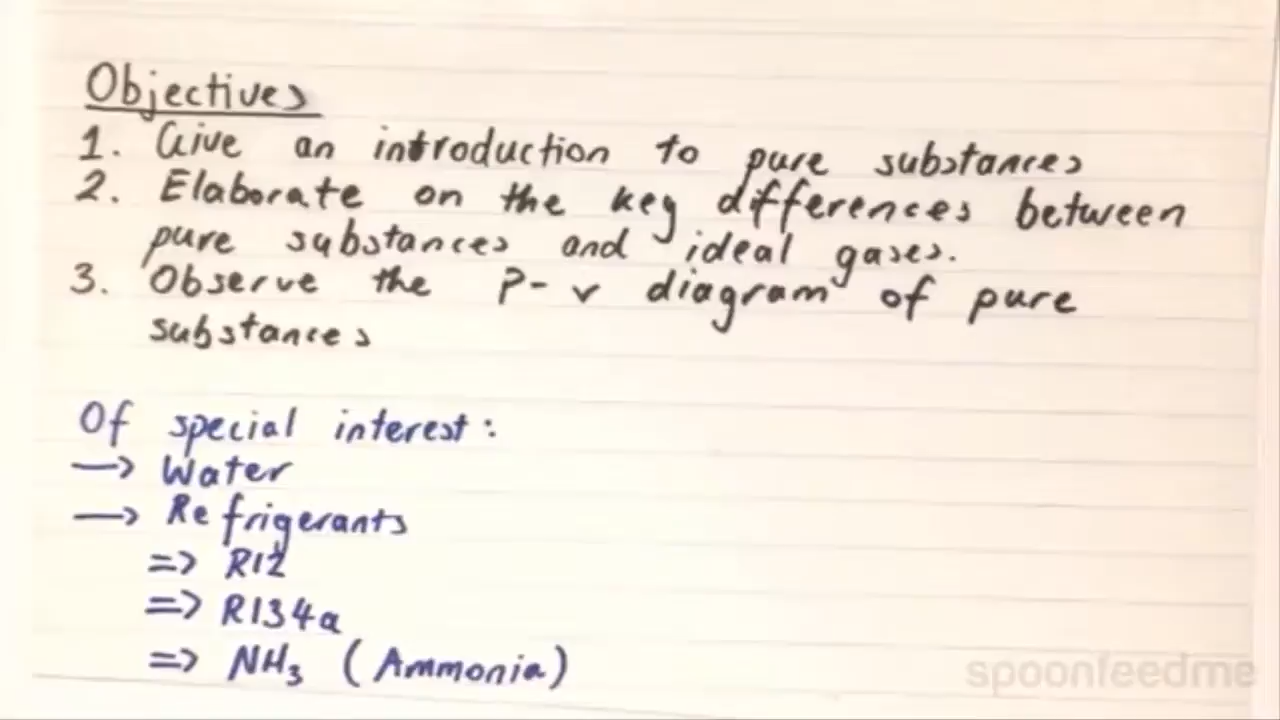 Objectives
1. Give an introduction to pure substances
2. Elaborate on the key differences between
pure substances and ideal gases.
3. Observe the P-v diagram of pure
substances
Of special interest:
→ Water
→ Refrigerants
⇒ R12
⇒ R134a
⇒ NH₃ (Ammonia)
spoonfeedme